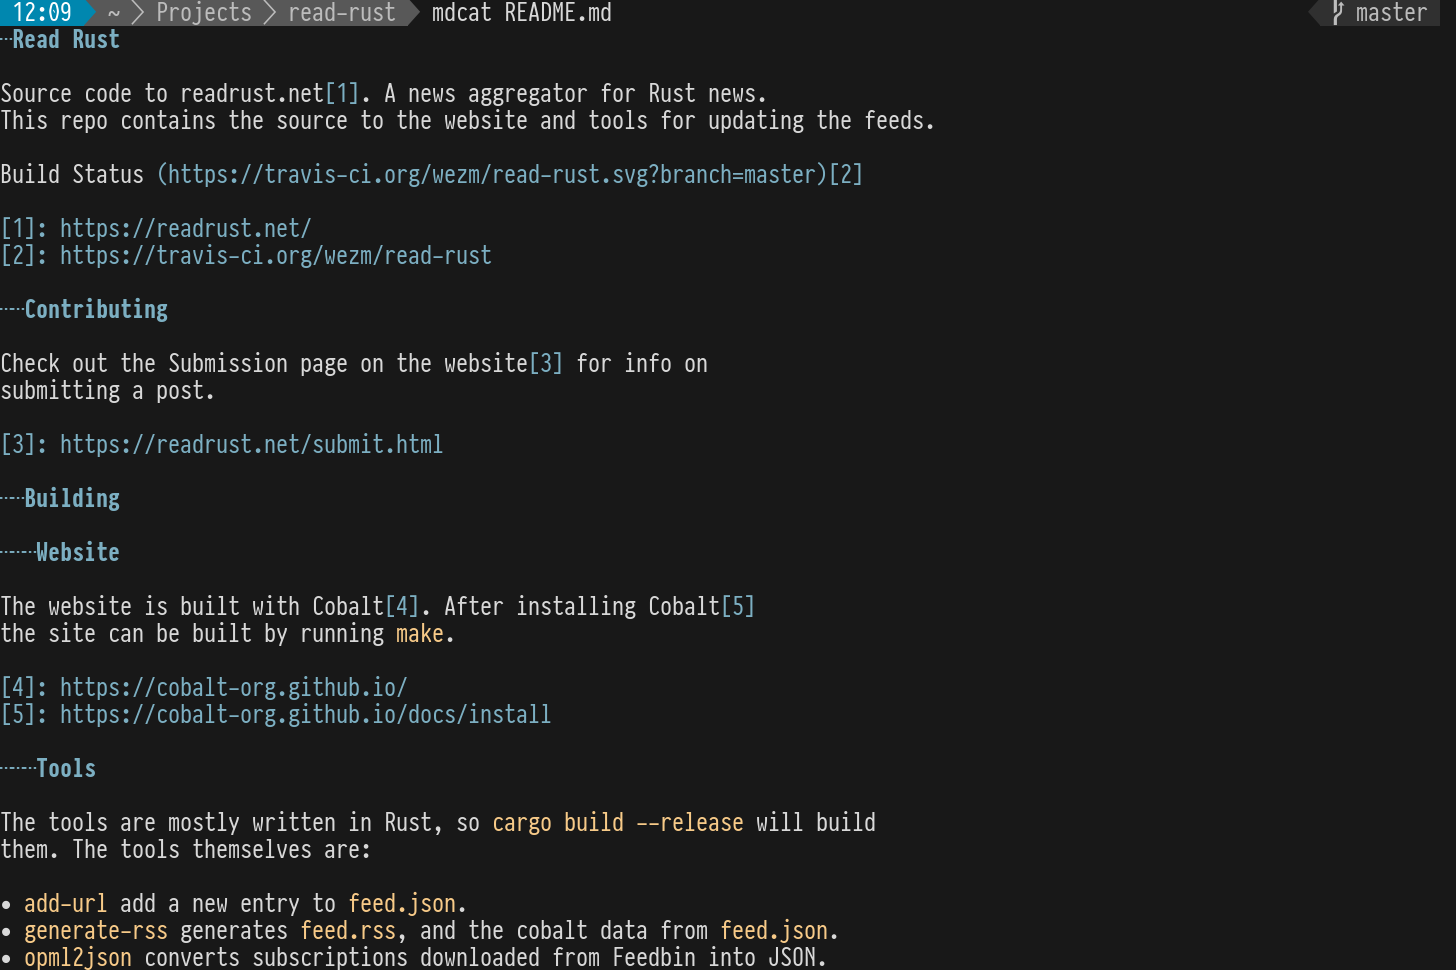 12:09 ~ Projects read-rust mdcat README.md master
┄Read Rust
Source code to readrust.net[1]. A news aggregator for Rust news.
This repo contains the source to the website and tools for updating the feeds.
Build Status (https://travis-ci.org/wezm/read-rust.svg?branch=master)[2]
[1]: https://readrust.net/
[2]: https://travis-ci.org/wezm/read-rust
┄┄Contributing
Check out the Submission page on the website[3] for info on
submitting a post.
[3]: https://readrust.net/submit.html
┄┄Building
┄┄┄Website
The website is built with Cobalt[4]. After installing Cobalt[5]
the site can be built by running make.
[4]: https://cobalt-org.github.io/
[5]: https://cobalt-org.github.io/docs/install
┄┄┄Tools
The tools are mostly written in Rust, so cargo build --release will build
them. The tools themselves are:
• add-url add a new entry to feed.json.
• generate-rss generates feed.rss, and the cobalt data from feed.json.
• opml2json converts subscriptions downloaded from Feedbin into JSON.